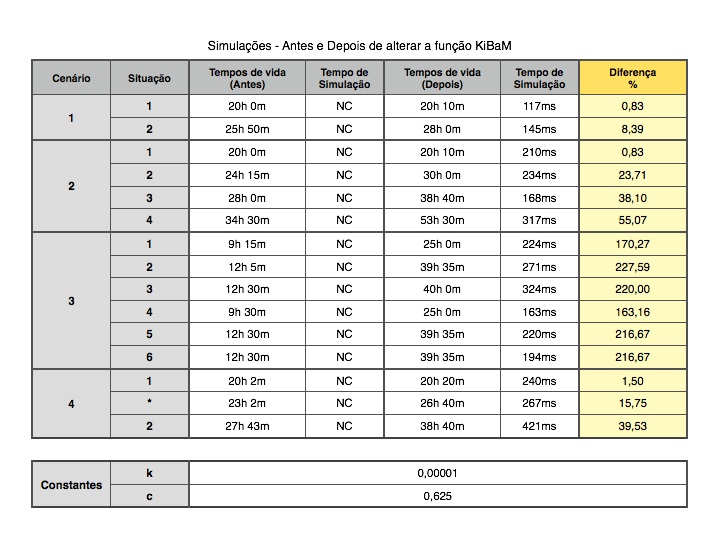 Simulações - Antes e Depois de alterar a função KiBaM
Cenário Situação Tempos de vida (Antes) Tempo de Simulação Tempos de vida (Depois) Tempo de Simulação Diferença %
1 1 20h 0m NC 20h 10m 117ms 0,83
2 25h 50m NC 28h 0m 145ms 8,39
2 1 20h 0m NC 20h 10m 210ms 0,83
2 24h 15m NC 30h 0m 234ms 23,71
3 28h 0m NC 38h 40m 168ms 38,10
4 34h 30m NC 53h 30m 317ms 55,07
3 1 9h 15m NC 25h 0m 224ms 170,27
2 12h 5m NC 39h 35m 271ms 227,59
3 12h 30m NC 40h 0m 324ms 220,00
4 9h 30m NC 25h 0m 163ms 163,16
5 12h 30m NC 39h 35m 220ms 216,67
6 12h 30m NC 39h 35m 194ms 216,67
4 1 20h 2m NC 20h 20m 240ms 1,50
* 23h 2m NC 26h 40m 267ms 15,75
2 27h 43m NC 38h 40m 421ms 39,53
Constantes k 0,00001
c 0,625